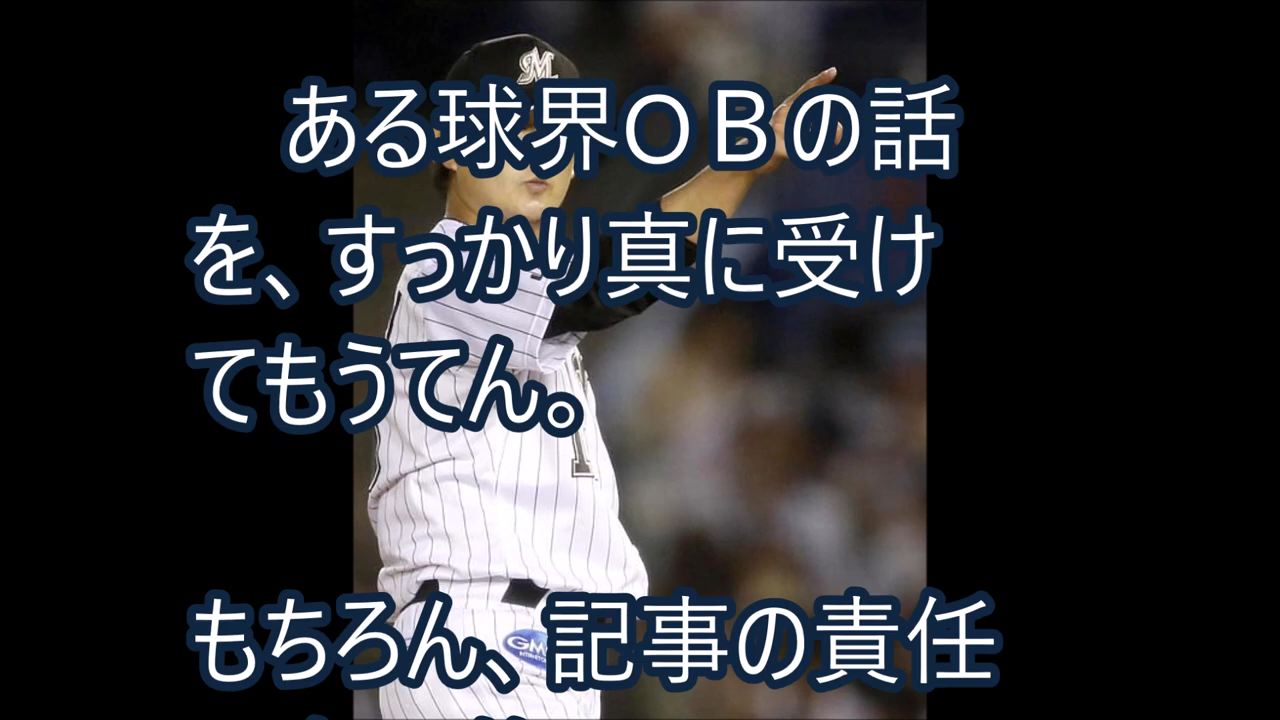 M
ある球界ＯＢの話
を、すっかり真に受け
てもうてん。
もちろん、記事の責任
GM